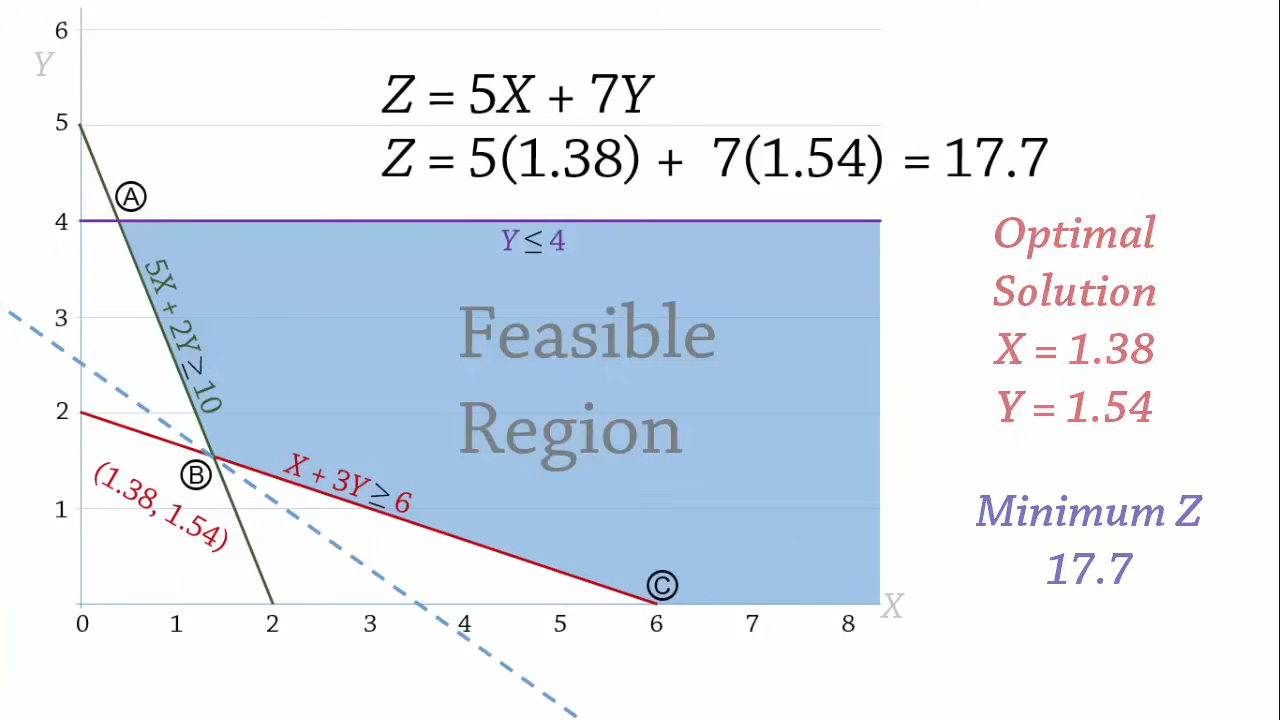 6
Y
5
4
3
2
1
0 1 2 3 4 5 6 7 8
X
Z = 5X + 7Y
Z = 5(1.38) + 7(1.54) = 17.7
A
Y ≤ 4
5X + 2Y ≥ 10
Feasible
Region
B
(1.38, 1.54)
X + 3Y ≥ 6
C
Optimal
Solution
X = 1.38
Y = 1.54
Minimum Z
17.7